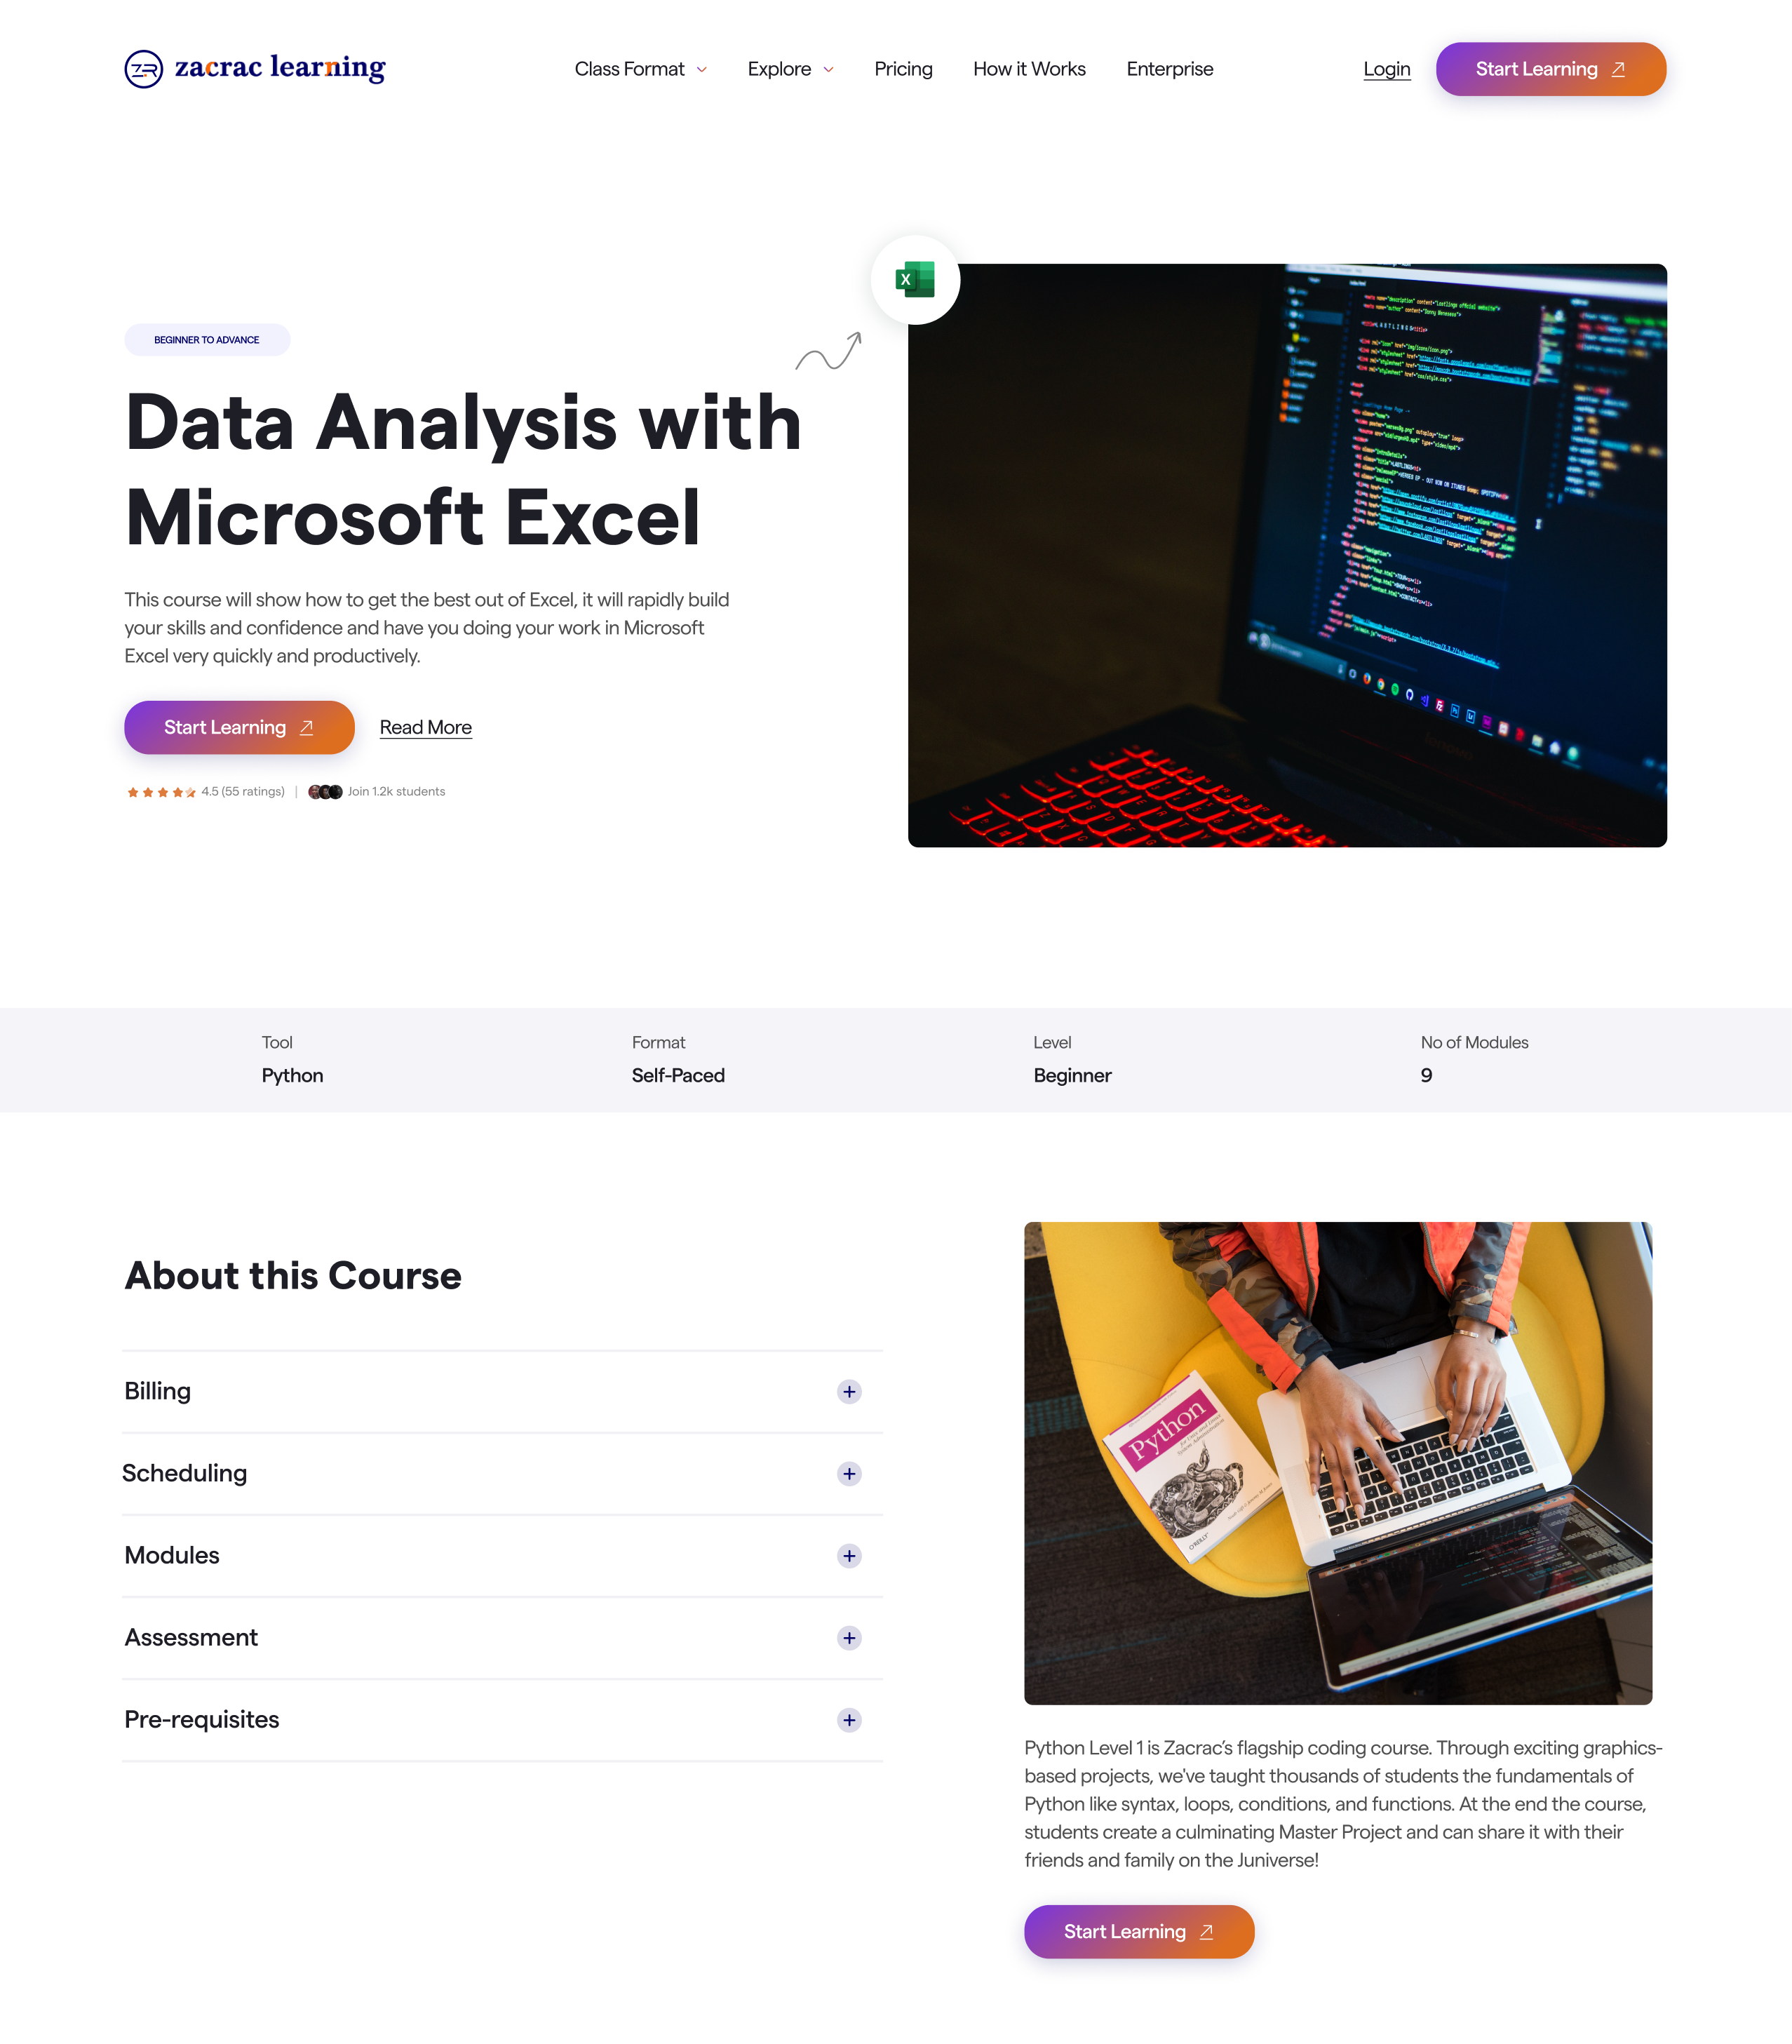 zacrac learning
Class Format
Explore
Pricing
How it Works
Enterprise
Login
Start Learning
BEGINNER TO ADVANCE
Data Analysis with
Microsoft Excel
This course will show how to get the best out of Excel, it will rapidly build
your skills and confidence and have you doing your work in Microsoft
Excel very quickly and productively.
Start Learning
Read More
4.5 (55 ratings) | Join 1.2k students
X
Tool
Python
Format
Self-Paced
Level
Beginner
No of Modules
9
About this Course
Billing
Scheduling
Modules
Assessment
Pre-requisites
Python
for Unix and Linux
System Administration
O'REILLY
Python Level 1 is Zacrac’s flagship coding course. Through exciting graphics-
based projects, we've taught thousands of students the fundamentals of
Python like syntax, loops, conditions, and functions. At the end the course,
students create a culminating Master Project and can share it with their
friends and family on the Juniverse!
Start Learning